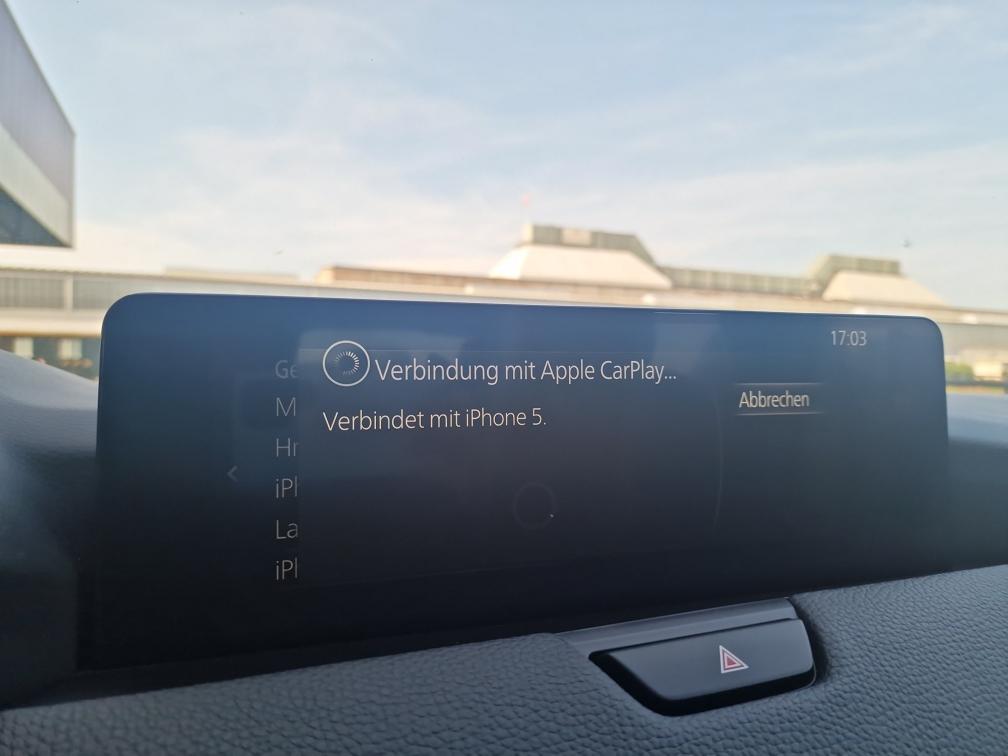 17:03
Verbindung mit Apple CarPlay...
Abbrechen
Verbindet mit iPhone 5.